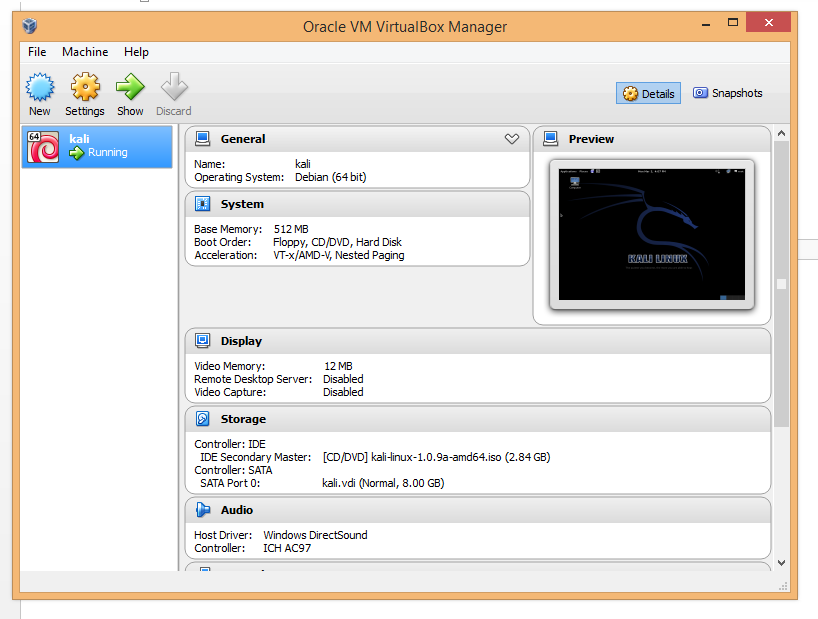 Oracle VM VirtualBox Manager
File Machine Help
New Settings Show Discard
Details Snapshots
64
kali
Running
General
Name: kali
Operating System: Debian (64 bit)
System
Base Memory: 512 MB
Boot Order: Floppy, CD/DVD, Hard Disk
Acceleration: VT-x/AMD-V, Nested Paging
Preview
KALI LINUX
Display
Video Memory: 12 MB
Remote Desktop Server: Disabled
Video Capture: Disabled
Storage
Controller: IDE
IDE Secondary Master: [CD/DVD] kali-linux-1.0.9a-amd64.iso (2.84 GB)
Controller: SATA
SATA Port 0: kali.vdi (Normal, 8.00 GB)
Audio
Host Driver: Windows DirectSound
Controller: ICH AC97